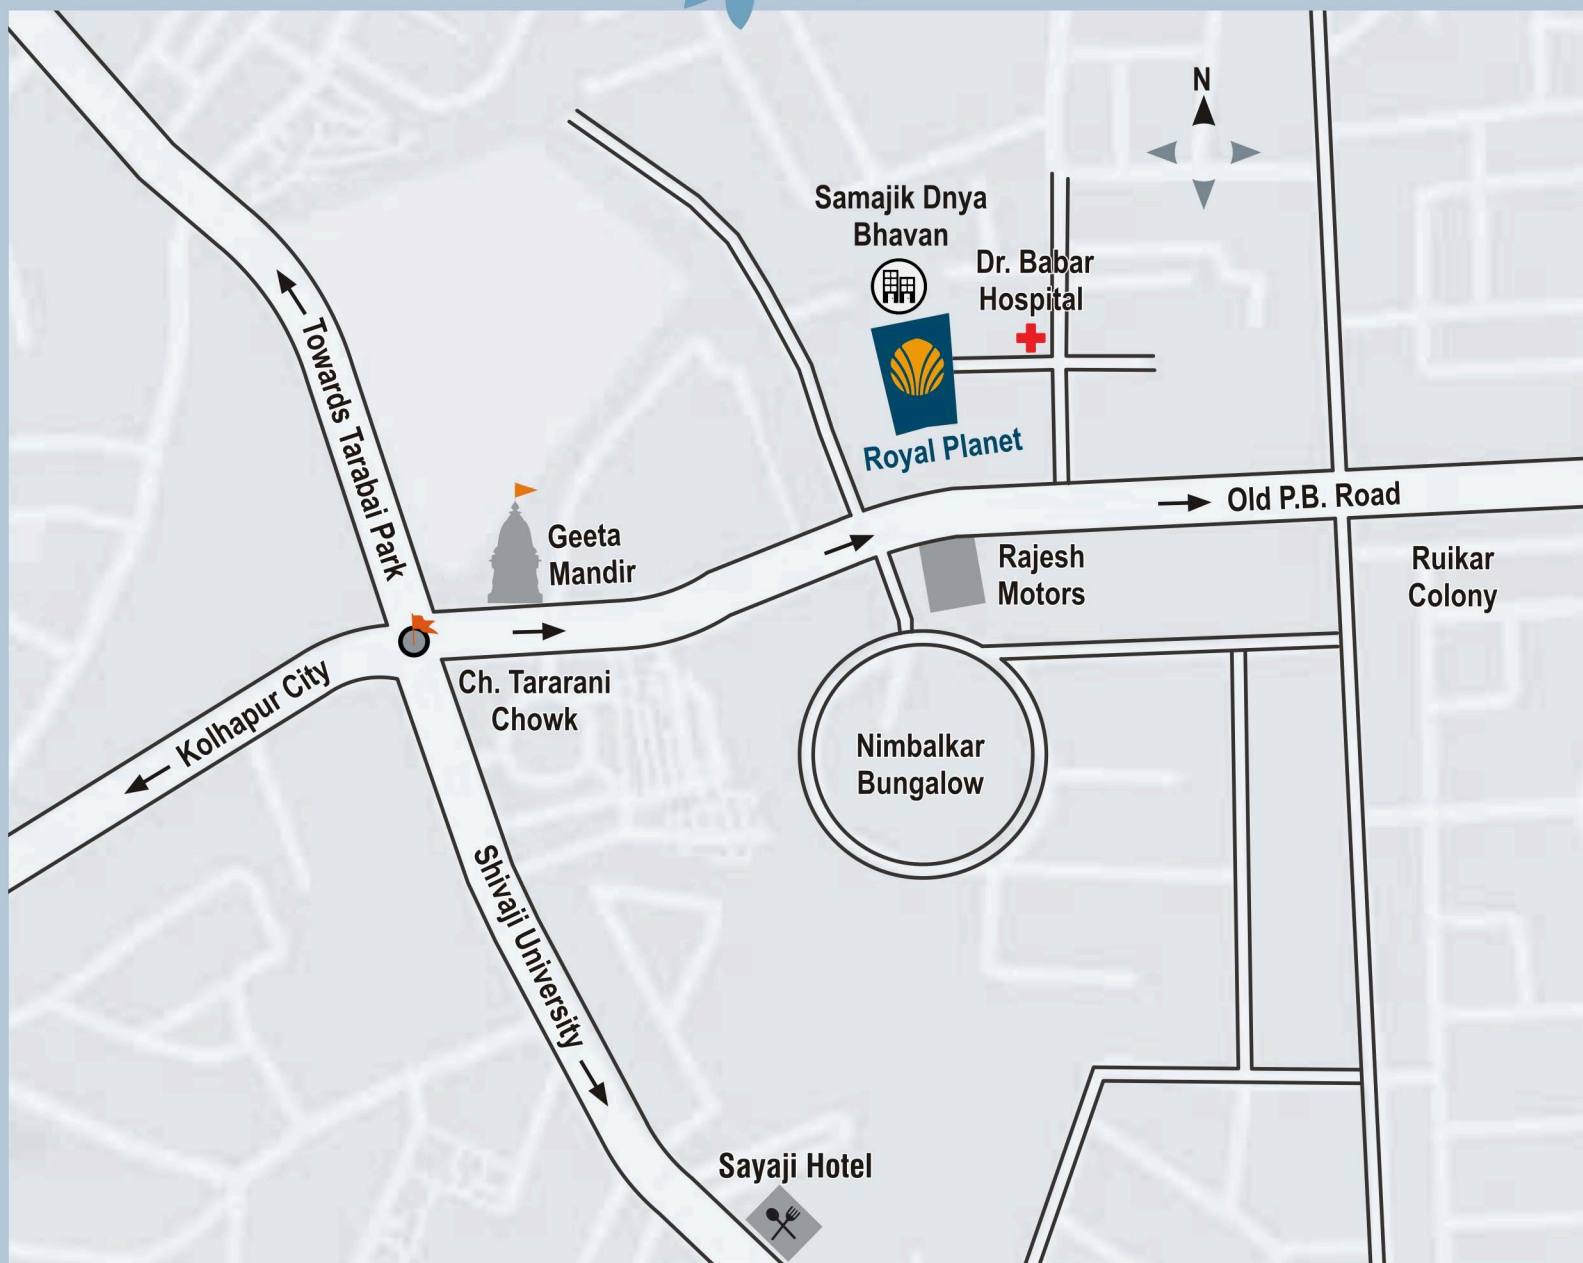 N
Samajik Dnya
Bhavan
Dr. Babar
Hospital
Towards Tarabai Park
Royal Planet
Old P.B. Road
Geeta
Mandir
Rajesh
Motors
Ruikar
Colony
Kolhapur City
Ch. Tararani
Chowk
Nimbalkar
Bungalow
Shivaji University
Sayaji Hotel